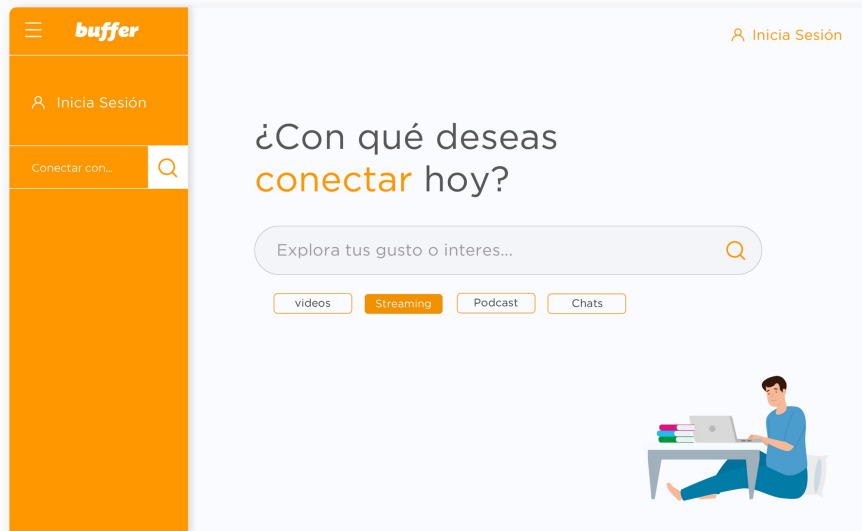 buffer
Inicia Sesión
Inicia Sesión
Conectar con...
¿Con qué deseas
conectar hoy?
Explora tus gusto o interes...
videos
Streaming
Podcast
Chats